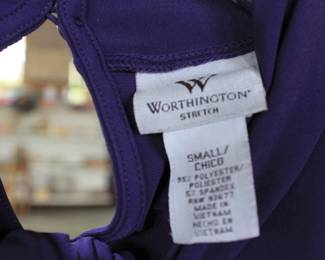 WORTHINGTON®
STRETCH
SMALL/
CHICO
95% POLYESTER/
POLIESTER
5% SPANDEX
RN# 93677
MADE IN
VIETNAM
HECHO EN
VIETNAM